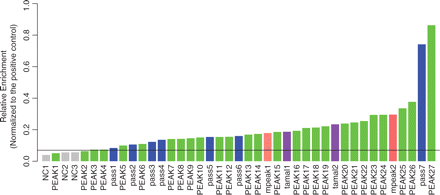 Relative Enrichment
(Normalized to the positive control)
1.0
0.8
0.6
0.4
0.2
0.0
NC1
PEAK1
NC2
NC3
PEAK2
PEAK3
PEAK4
pass1
PEAK5
pass2
PEAK6
pass3
pass4
PEAK7
PEAK8
PEAK9
PEAK10
pass5
PEAK11
PEAK12
pass6
PEAK13
PEAK14
mpeak1
PEAK15
tamal1
PEAK16
PEAK17
PEAK18
PEAK19
tamal2
PEAK20
PEAK21
PEAK22
PEAK23
PEAK24
mpeak2
PEAK25
PEAK26
pass7
PEAK27